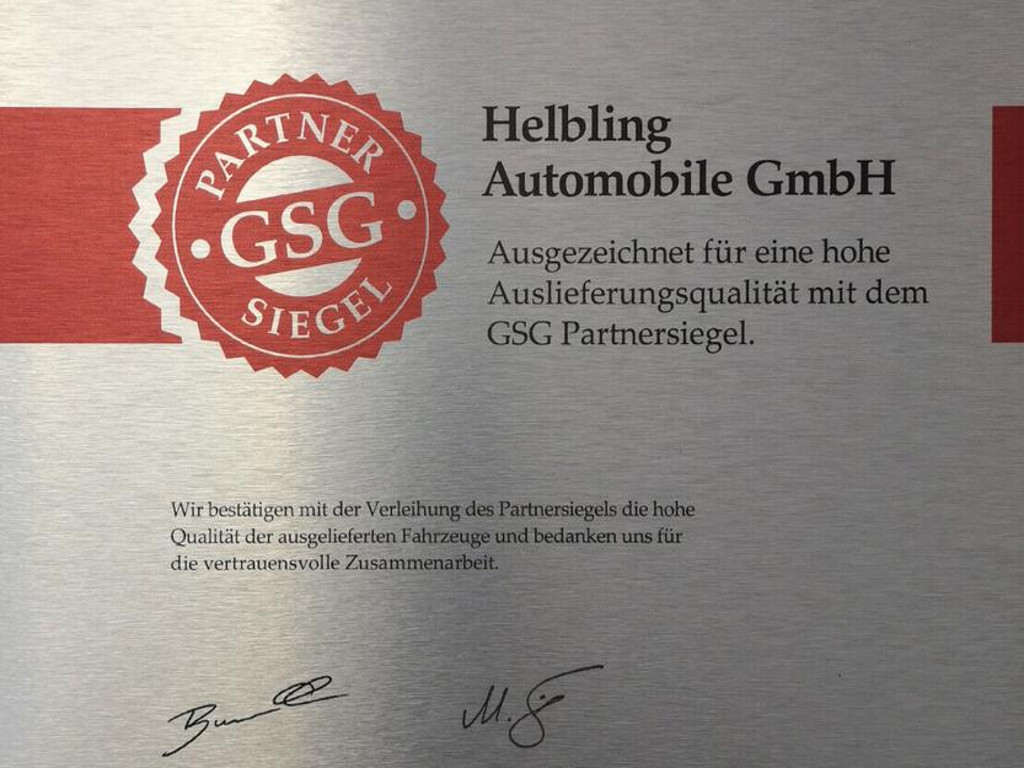 PARTNER
GSG
SIEGEL
Helbling
Automobile GmbH
Ausgezeichnet für eine hohe
Auslieferungsqualität mit dem
GSG Partnersiegel.
Wir bestätigen mit der Verleihung des Partnersiegels die hohe
Qualität der ausgelieferten Fahrzeuge und bedanken uns für
die vertrauensvolle Zusammenarbeit.